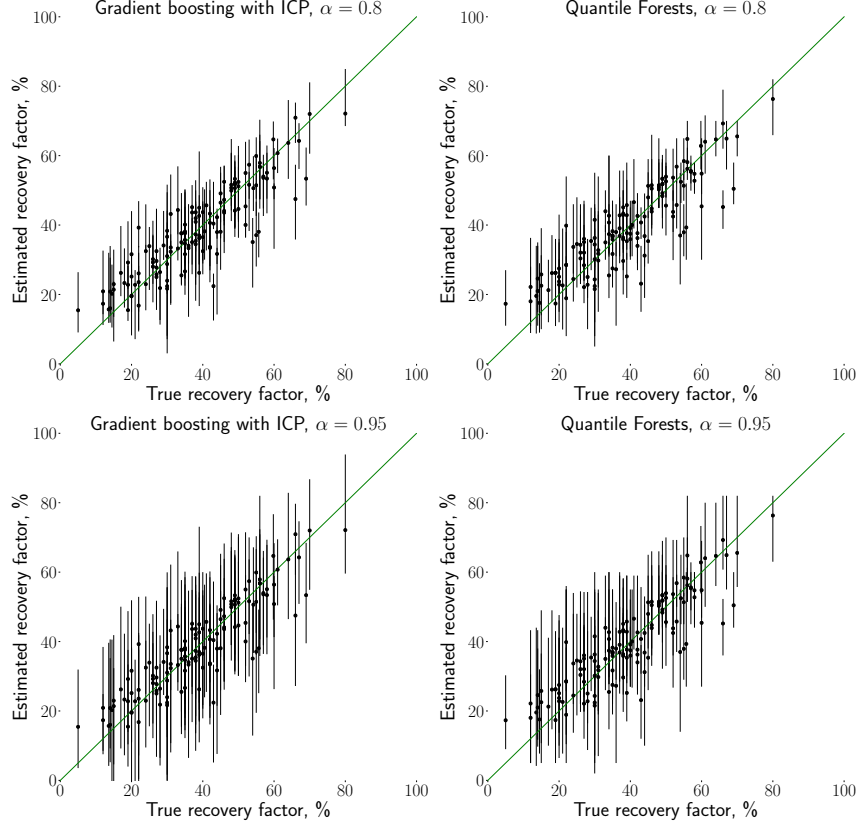 Gradient boosting with ICP, α = 0.8
Estimated recovery factor, %
100
80
60
40
20
0
0 20 40 60 80 100
True recovery factor, %
Quantile Forests, α = 0.8
Estimated recovery factor, %
100
80
60
40
20
0
0 20 40 60 80 100
True recovery factor, %
Gradient boosting with ICP, α = 0.95
Estimated recovery factor, %
100
80
60
40
20
0
0 20 40 60 80 100
True recovery factor, %
Quantile Forests, α = 0.95
Estimated recovery factor, %
100
80
60
40
20
0
0 20 40 60 80 100
True recovery factor, %